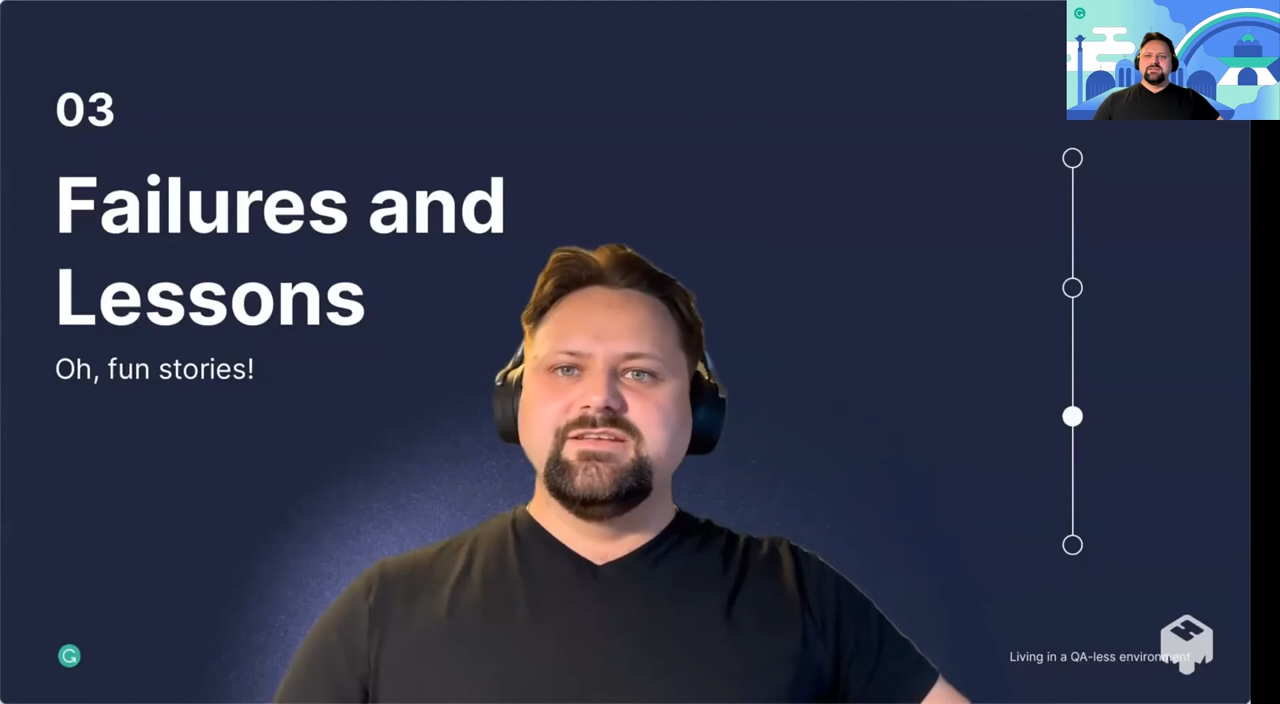 03
Failures and
Lessons
Oh, fun stories!
Living in a QA-less environment